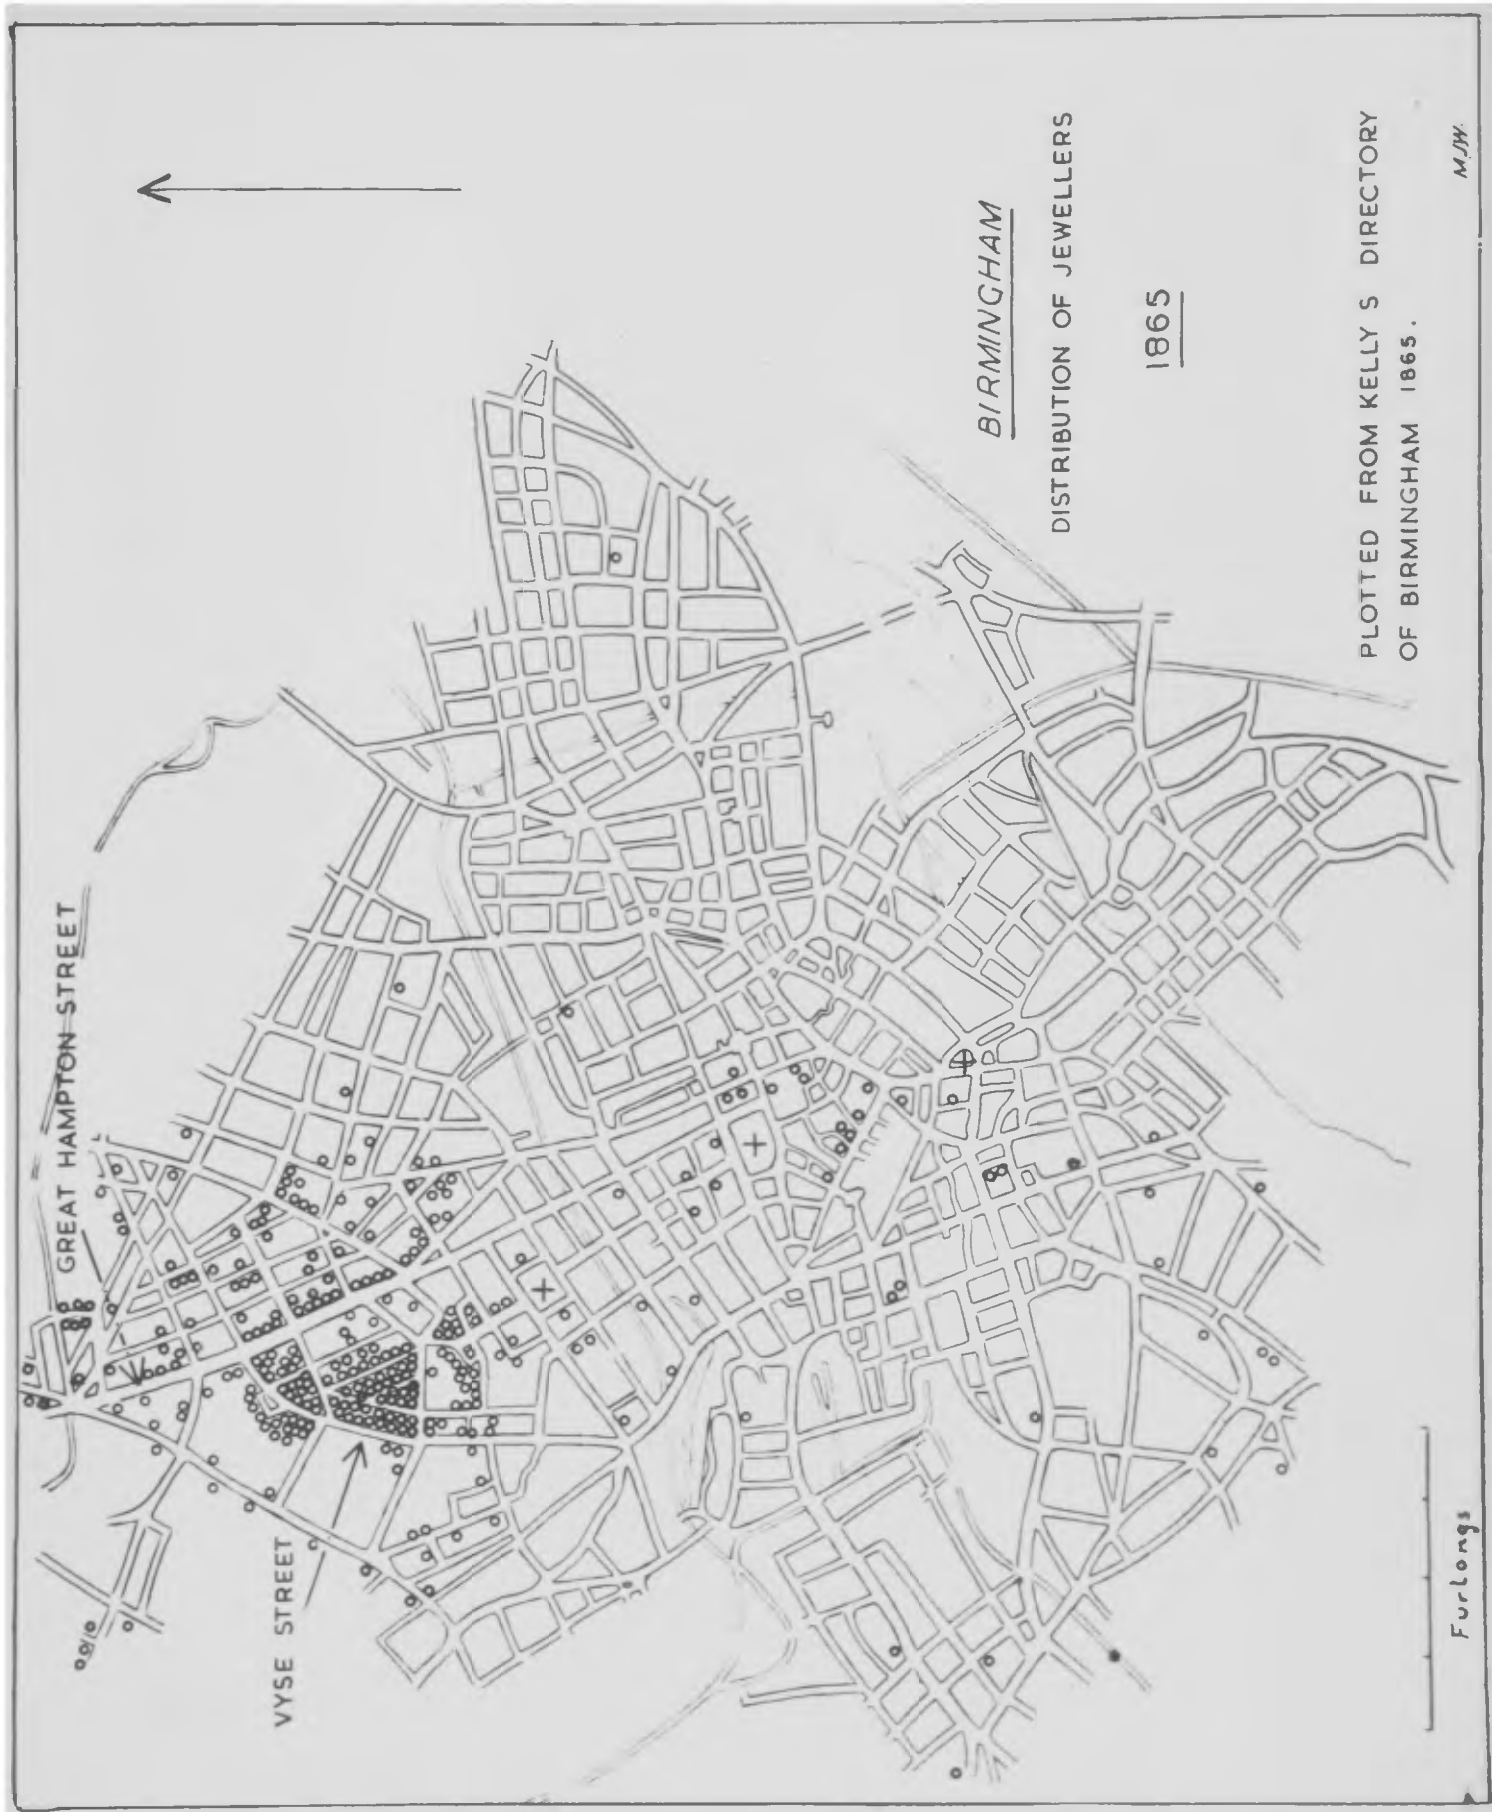 GREAT HAMPTON STREET
VYSE STREET
BIRMINGHAM
DISTRIBUTION OF JEWELLERS
1865
PLOTTED FROM KELLY S DIRECTORY
OF BIRMINGHAM 1865.
Furlongs
M.J.W.